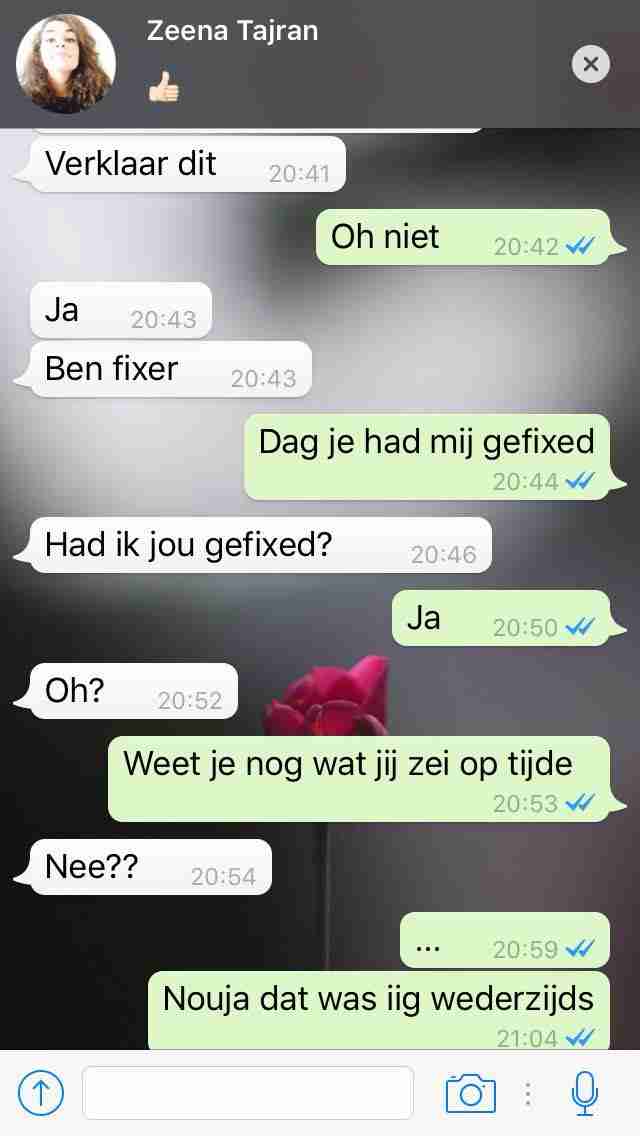 Zeena Tajran
👍🏼
Verklaar dit 20:41
Oh niet 20:42
Ja 20:43
Ben fixer 20:43
Dag je had mij gefixed
20:44
Had ik jou gefixed? 20:46
Ja 20:50
Oh? 20:52
Weet je nog wat jij zei op tijde
20:53
Nee?? 20:54
... 20:59
Nouja dat was iig wederzijds
21:04